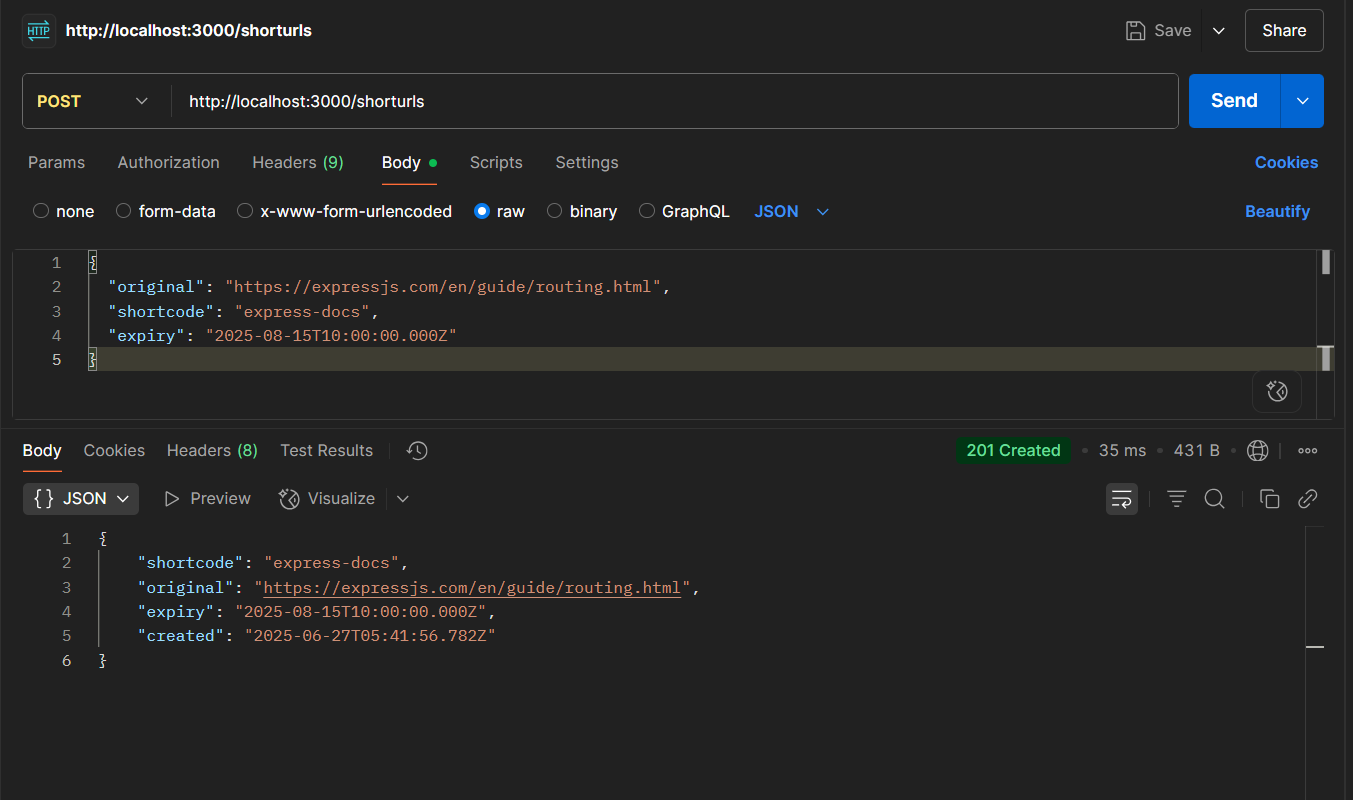 HTTP http://localhost:3000/shorturls Save Share
POST http://localhost:3000/shorturls Send
Params Authorization Headers (9) Body Scripts Settings Cookies
none form-data x-www-form-urlencoded raw binary GraphQL JSON Beautify
1 {
2 "original": "https://expressjs.com/en/guide/routing.html",
3 "shortcode": "express-docs",
4 "expiry": "2025-08-15T10:00:00.000Z"
5 }
Body Cookies Headers (8) Test Results 201 Created 35 ms 431 B
{} JSON Preview Visualize
1 {
2 "shortcode": "express-docs",
3 "original": "https://expressjs.com/en/guide/routing.html",
4 "expiry": "2025-08-15T10:00:00.000Z",
5 "created": "2025-06-27T05:41:56.782Z"
6 }